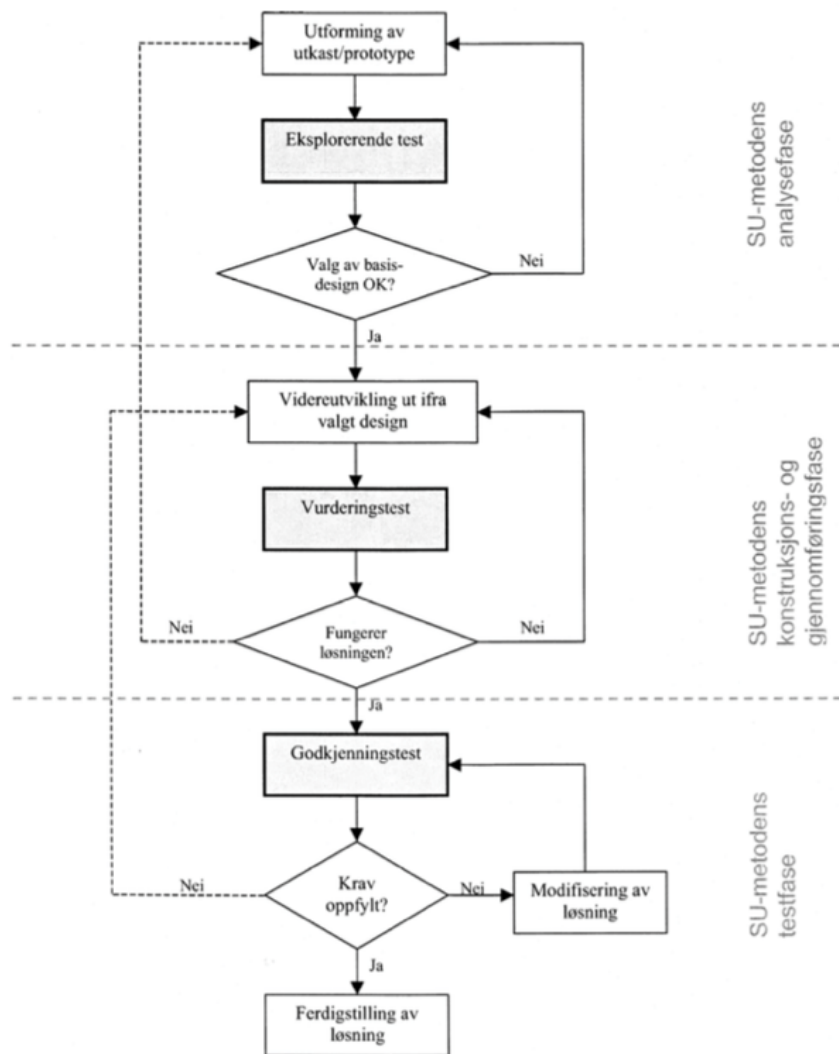 Utforming av
utkast/prototype
Eksplorerende test
Valg av basis-
design OK?
Nei
Ja
SU-metodens
analysefase
Videreutvikling ut ifra
valgt design
Vurderingstest
Nei
Fungerer
løsningen?
Nei
Ja
SU-metodens
konstruksjons- og
gjennomføringsfase
Godkjenningstest
Nei
Krav
oppfylt?
Nei
Modifisering av
løsning
Ja
Ferdigstilling av
løsning
SU-metodens
testfase